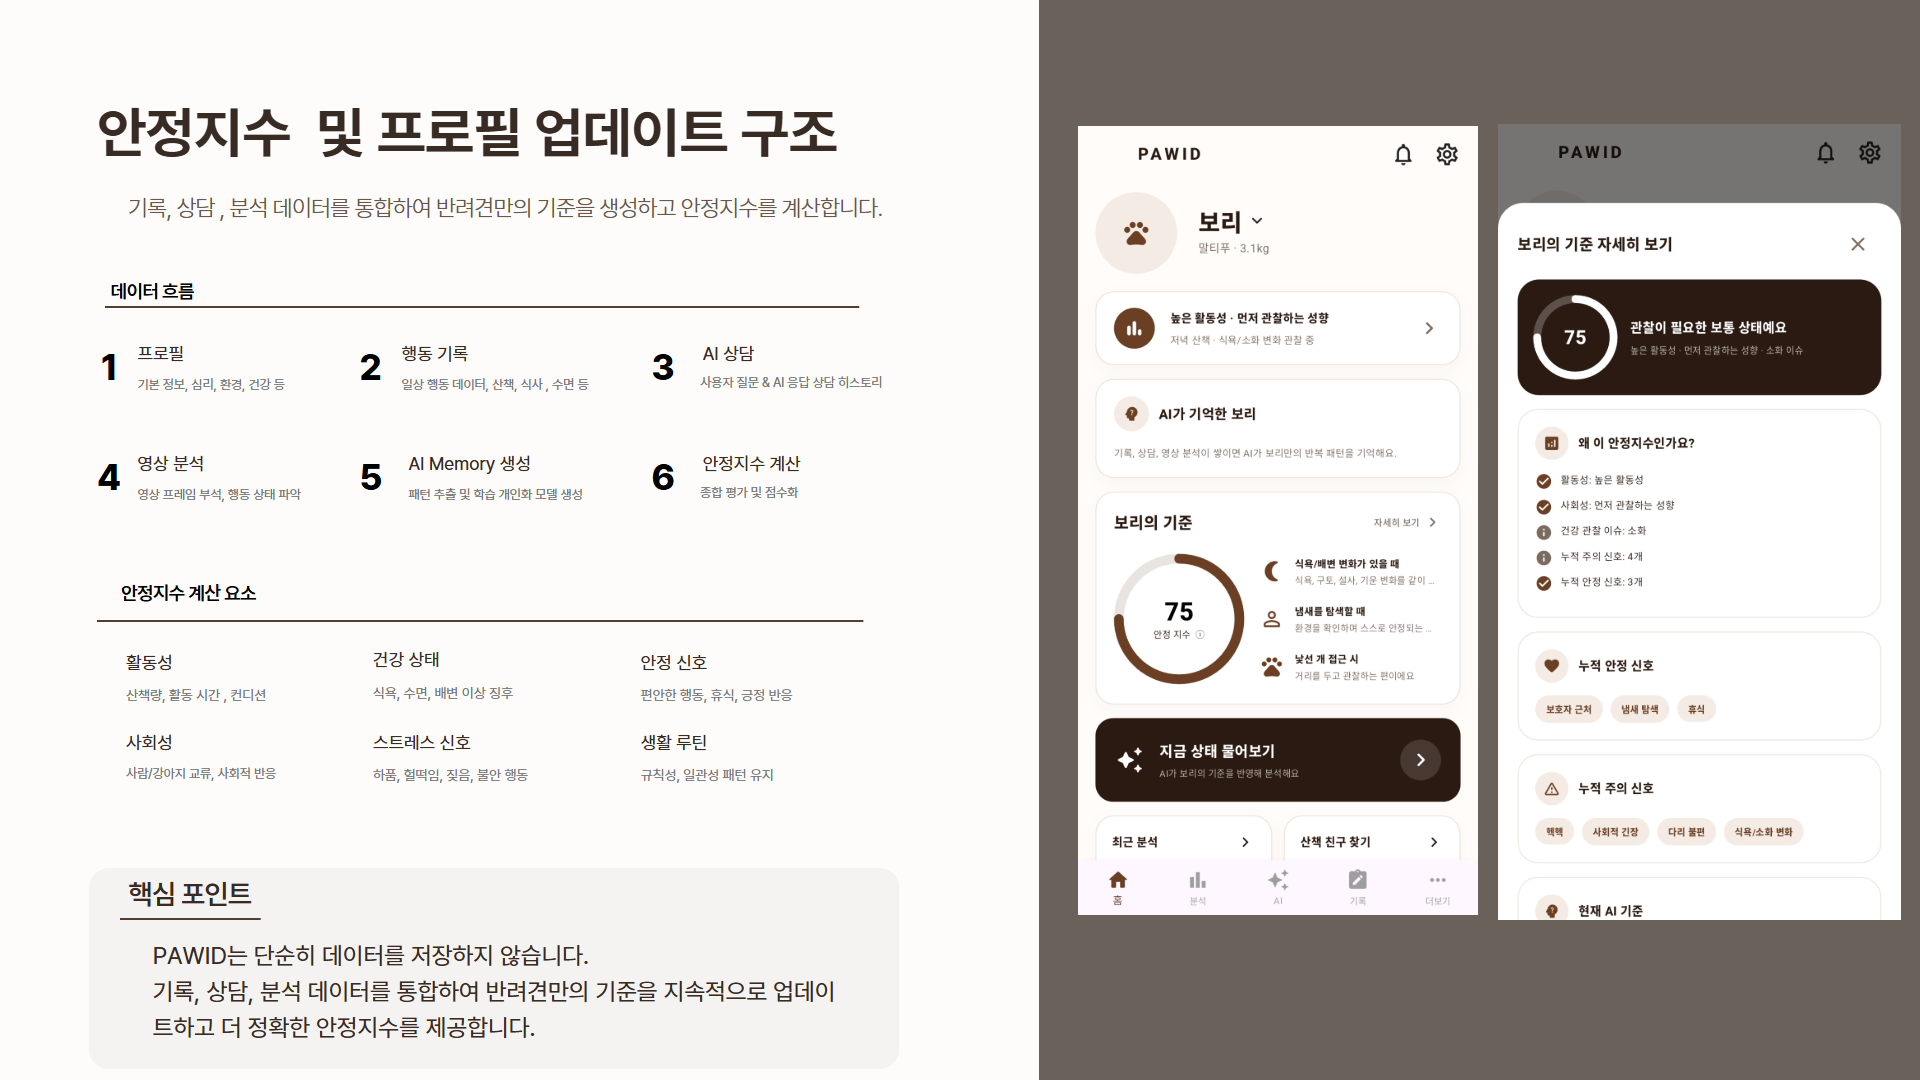 안정지수 및 프로필 업데이트 구조
기록, 상담 , 분석 데이터를 통합하여 반려견만의 기준을 생성하고 안정지수를 계산합니다.
데이터 흐름
1 프로필
기본 정보, 심리, 환경, 건강 등
2 행동 기록
일상 행동 데이터, 산책, 식사 , 수면 등
3 AI 상담
사용자 질문 & AI 응답 상담 히스토리
4 영상 분석
영상 프레임 부석, 행동 상태 파악
5 AI Memory 생성
패턴 추출 및 학습 개인화 모델 생성
6 안정지수 계산
종합 평가 및 점수화
안정지수 계산 요소
활동성
산책량, 활동 시간 , 컨디션
건강 상태
식욕, 수면, 배변 이상 징후
안정 신호
편안한 행동, 휴식, 긍정 반응
사회성
사람/강아지 교류, 사회적 반응
스트레스 신호
하품, 헐떡임, 짖음, 불안 행동
생활 루틴
규칙성, 일관성 패턴 유지
핵심 포인트
PAWID는 단순히 데이터를 저장하지 않습니다.
기록, 상담, 분석 데이터를 통합하여 반려견만의 기준을 지속적으로 업데이
트하고 더 정확한 안정지수를 제공합니다.
PAWID
보리
말티푸 · 3.1kg
높은 활동성 · 먼저 관찰하는 성향
저녁 산책 · 식욕/소화 변화 관찰 중
AI가 기억한 보리
기록, 상담, 영상 분석이 쌓이면 AI가 보리만의 반복 패턴을 기억해요.
보리의 기준
자세히 보기
75
안정 지수
식욕/배변 변화가 있을 때
식욕, 구토, 설사, 기운 변화를 같이 ...
냄새를 탐색할 때
환경을 확인하며 스스로 안정되는 ...
낯선 개 접근 시
거리를 두고 관찰하는 편이에요
지금 상태 물어보기
AI가 보리의 기준을 반영해 분석해요
최근 분석
산책 친구 찾기
홈
분석
AI
기록
더보기
PAWID
보리의 기준 자세히 보기
75
관찰이 필요한 보통 상태예요
높은 활동성 · 먼저 관찰하는 성향 · 소화 이슈
왜 이 안정지수인가요?
활동성: 높은 활동성
사회성: 먼저 관찰하는 성향
건강 관찰 이슈: 소화
누적 주의 신호: 4개
누적 안정 신호: 3개
누적 안정 신호
보호자 근처
냄새 탐색
휴식
누적 주의 신호
헥헥
사회적 긴장
다리 불편
식욕/소화 변화
현재 AI 기준